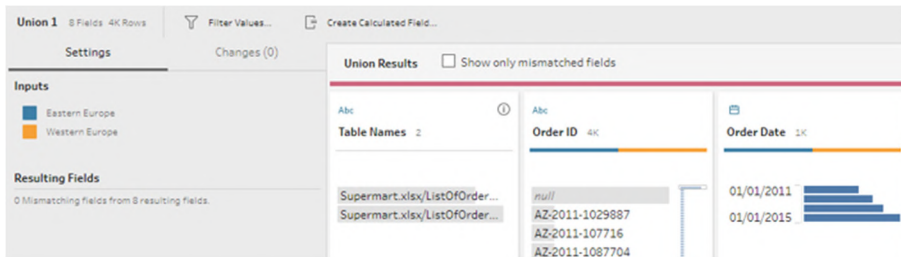 Union 1 8 Fields 4K Rows Filter Values... Create Calculated Field...
Settings Changes (0)
Inputs
Eastern Europe
Western Europe
Resulting Fields
0 Mismatching fields from 8 resulting fields.
Union Results Show only mismatched fields
Abc
Table Names 2
Supermart.xlsx/ListOfOrder...
Supermart.xlsx/ListOfOrder...
Abc
Order ID 4K
null
AZ-2011-1029887
AZ-2011-107716
AZ-2011-1087704
Order Date 1K
01/01/2011
01/01/2015